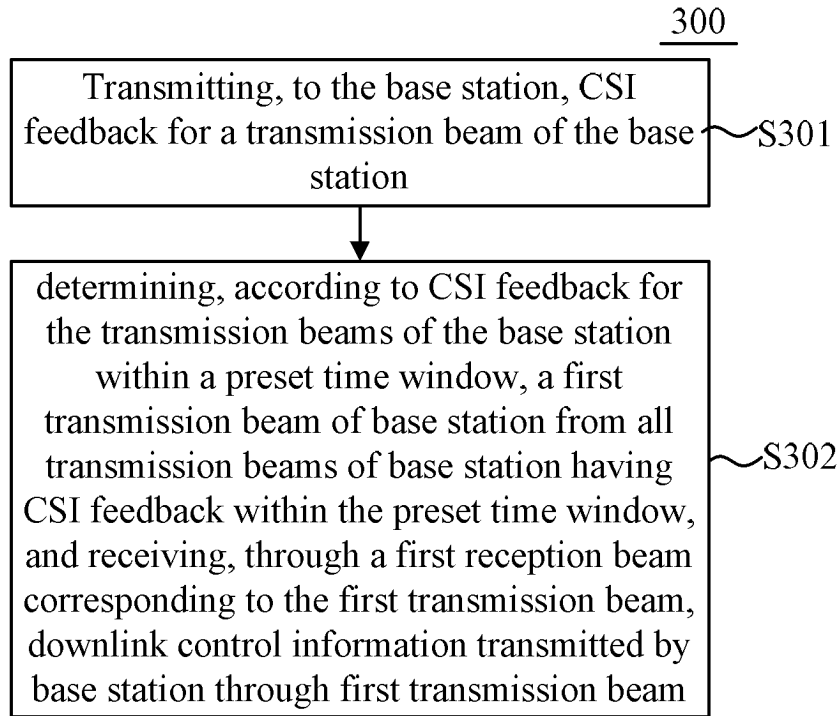 300
Transmitting, to the base station, CSI
feedback for a transmission beam of the base
station
S301
determining, according to CSI feedback for
the transmission beams of the base station
within a preset time window, a first
transmission beam of base station from all
transmission beams of base station having
CSI feedback within the preset time window,
and receiving, through a first reception beam
corresponding to the first transmission beam,
downlink control information transmitted by
base station through first transmission beam
S302